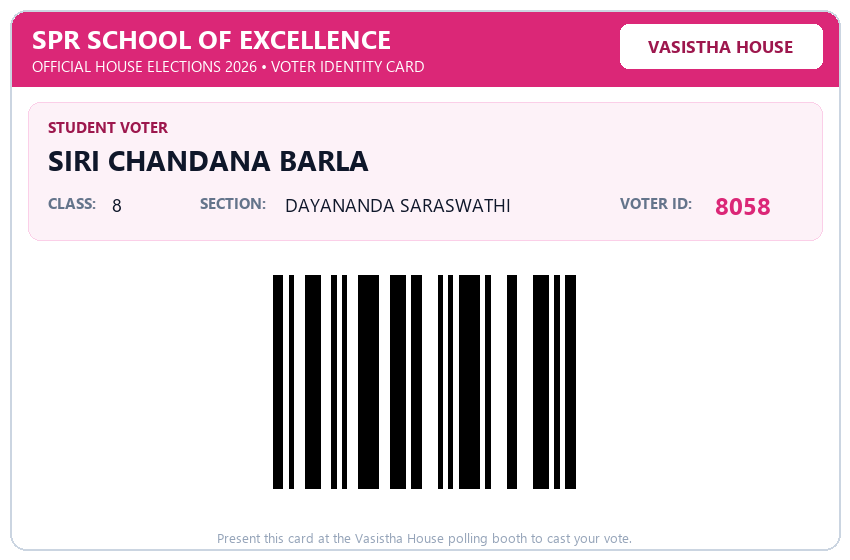 SPR SCHOOL OF EXCELLENCE
OFFICIAL HOUSE ELECTIONS 2026 • VOTER IDENTITY CARD
VASISTHA HOUSE
STUDENT VOTER
SIRI CHANDANA BARLA
CLASS: 8 SECTION: DAYANANDA SARASWATHI VOTER ID: 8058
Present this card at the Vasistha House polling booth to cast your vote.